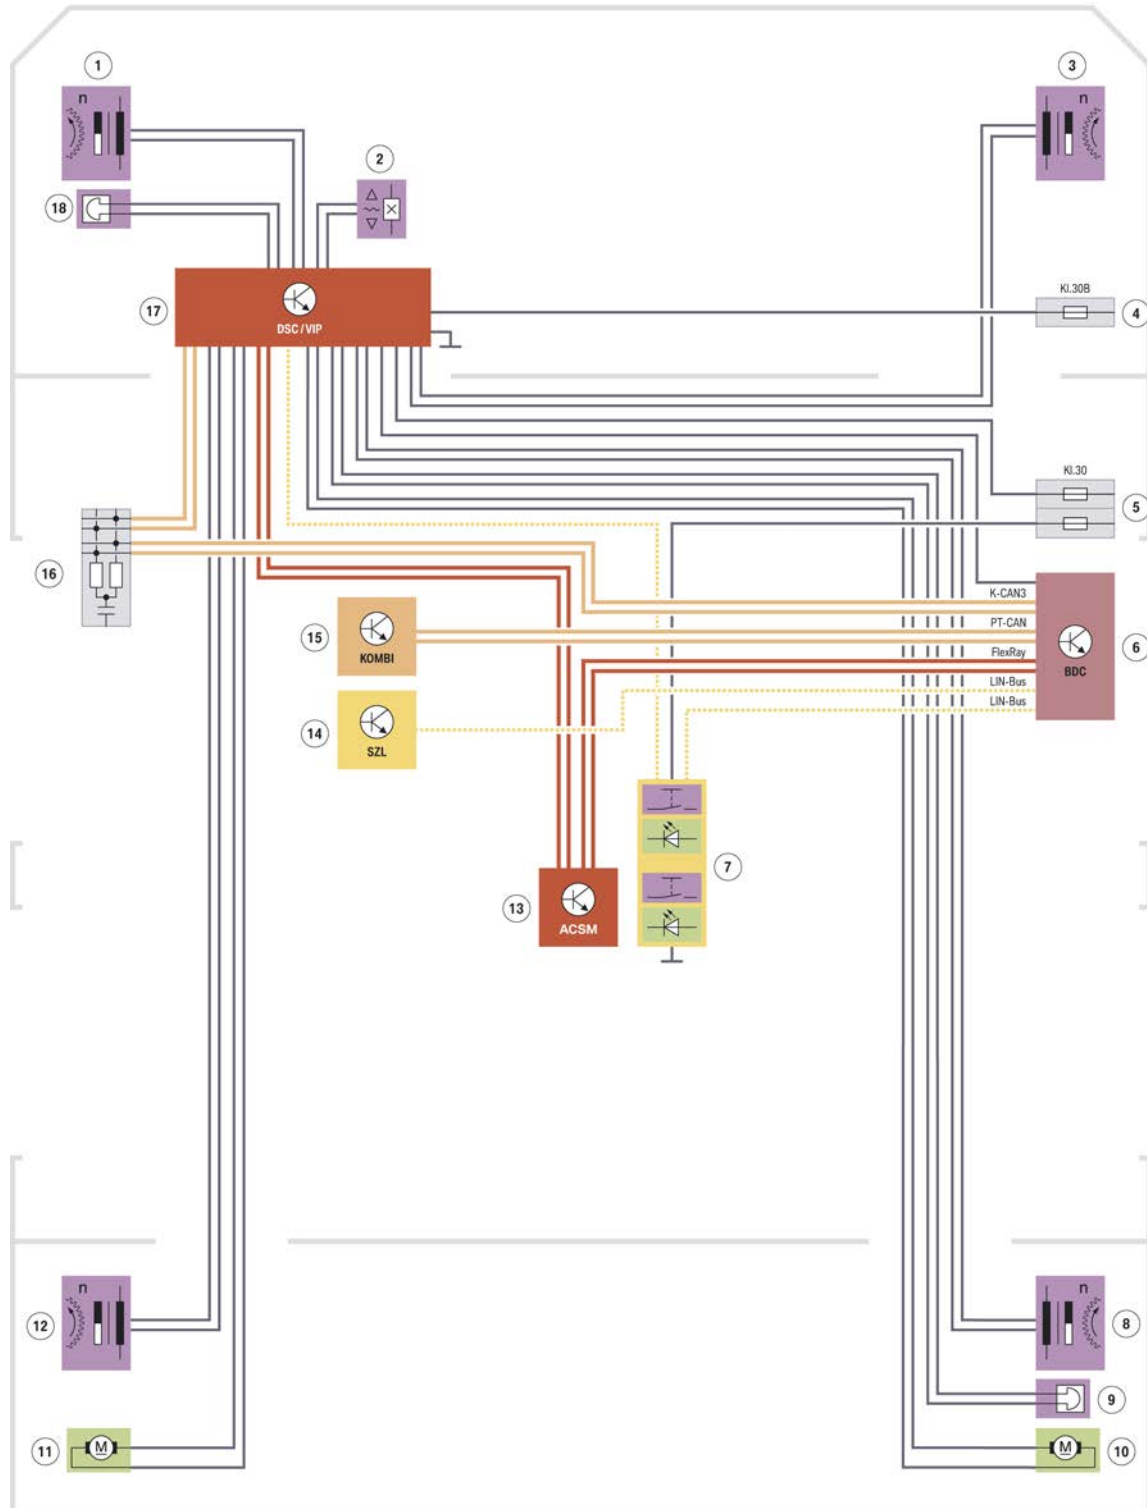 1
3
n
n
2
18
Kl.30B
17
4
DSC/VIP
Kl.30
5
16
K-CAN3
15
PT-CAN
6
KOMBI
FlexRay
BDC
LIN-Bus
LIN-Bus
14
SZL
7
13
ACSM
n
n
12
8
9
11
M
M
10